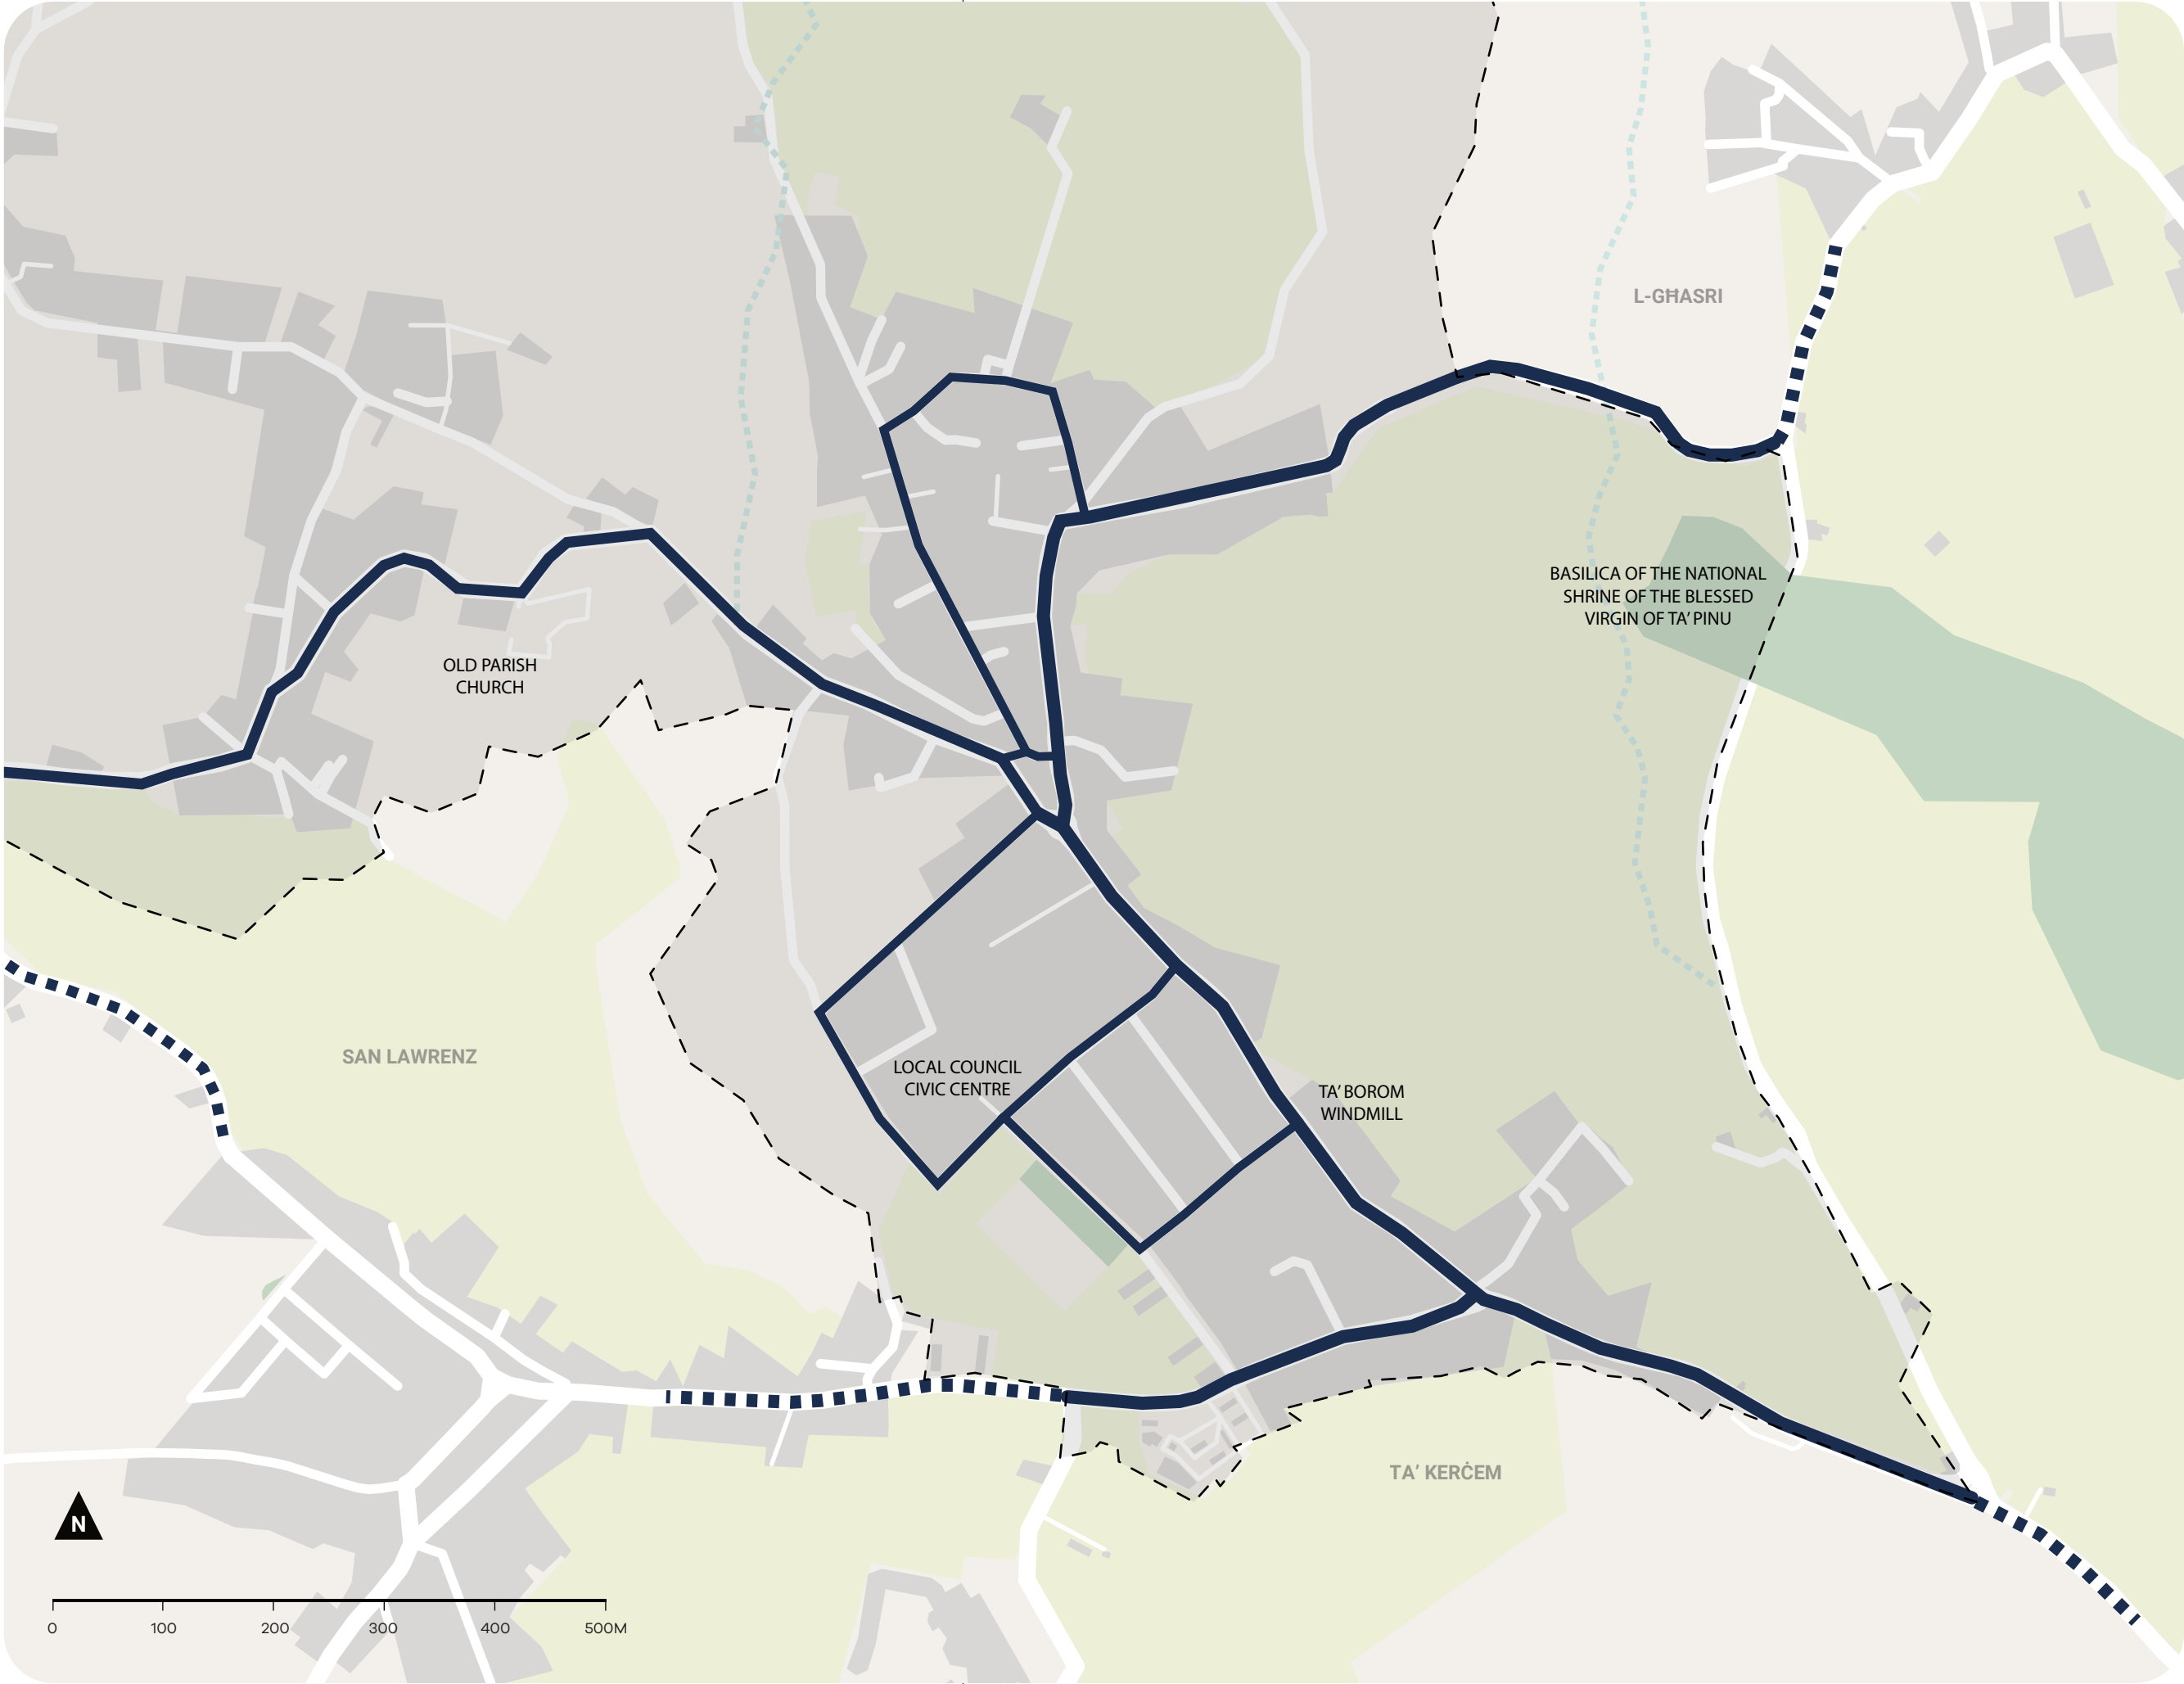 L-GĦASRI
BASILICA OF THE NATIONAL
SHRINE OF THE BLESSED
VIRGIN OF TA' PINU
OLD PARISH
CHURCH
SAN LAWRENZ
LOCAL COUNCIL
CIVIC CENTRE
TA' BOROM
WINDMILL
TA' KERĊEM
N
0 100 200 300 400 500M